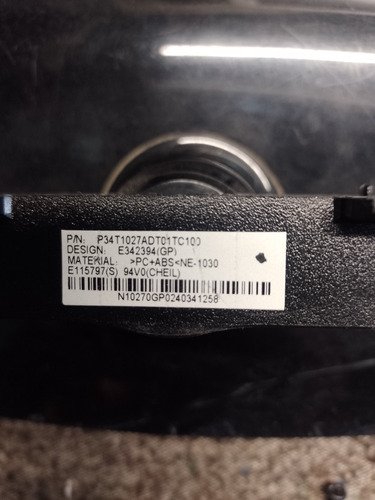 P/N: P34T1027ADT01TC100
DESIGN: E342394(GP)
MATERIAL: >PC+ABS<NE-1030
E115797(S) 94V0(CHEIL)
N10270GP0240341258